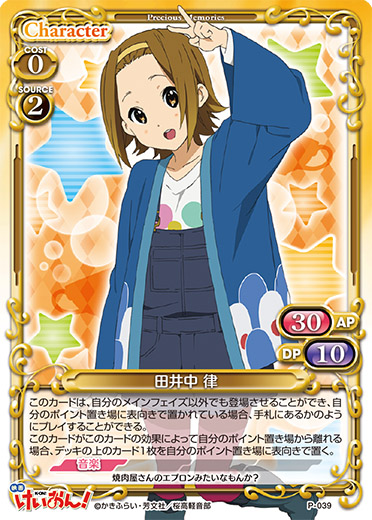 Precious Memories
Character
COST
0
SOURCE
2
30 AP
DP 10
田井中 律
このカードは、自分のメインフェイズ以外でも登場させることができ、自
分のポイント置き場に表向きで置かれている場合、手札にあるかのよう
にプレイすることができる。
このカードがこのカードの効果によって自分のポイント置き場から離れる
場合、デッキの上のカード1枚を自分のポイント置き場に表向きで置く。
音楽
焼肉屋さんのエプロンみたいなもんか?
映画
けいおん!
K-ON!
©かきふらい・芳文社/桜高軽音部
P-039